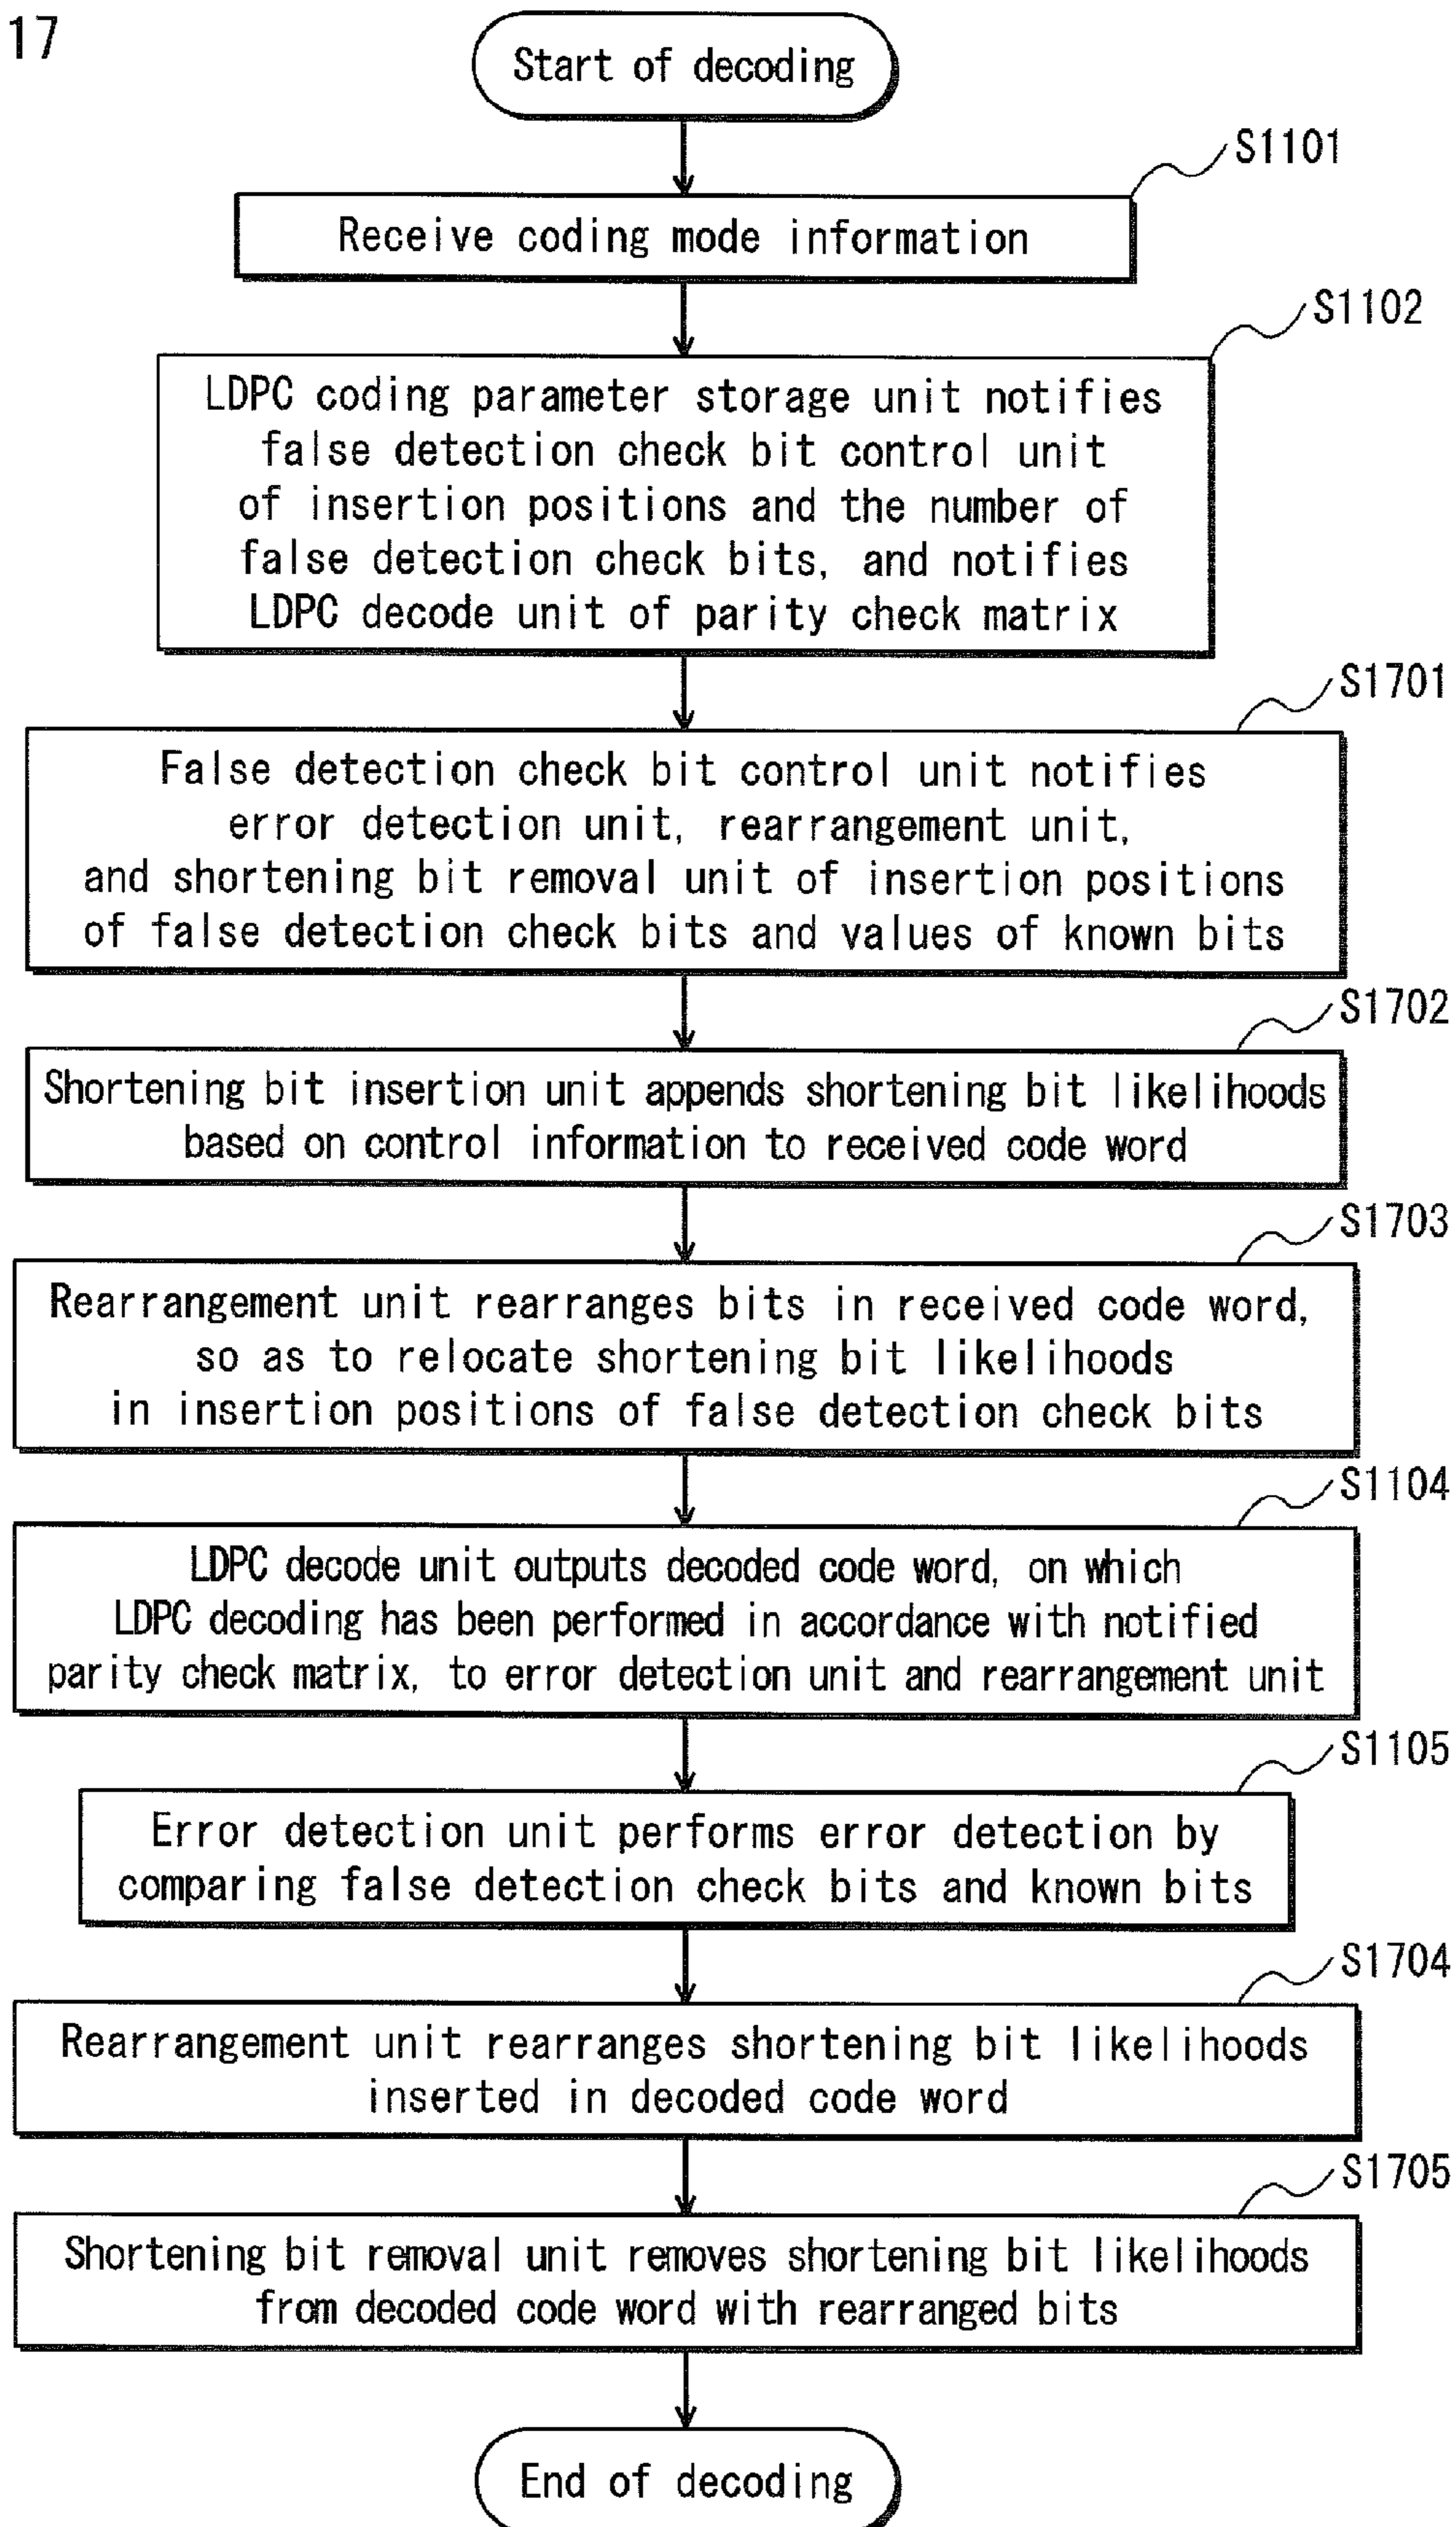 17
Start of decoding
S1101
Receive coding mode information
S1102
LDPC coding parameter storage unit notifies
false detection check bit control unit
of insertion positions and the number of
false detection check bits, and notifies
LDPC decode unit of parity check matrix
S1701
False detection check bit control unit notifies
error detection unit, rearrangement unit,
and shortening bit removal unit of insertion positions
of false detection check bits and values of known bits
S1702
Shortening bit insertion unit appends shortening bit likelihoods
based on control information to received code word
S1703
Rearrangement unit rearranges bits in received code word,
so as to relocate shortening bit likelihoods
in insertion positions of false detection check bits
S1104
LDPC decode unit outputs decoded code word, on which
LDPC decoding has been performed in accordance with notified
parity check matrix, to error detection unit and rearrangement unit
S1105
Error detection unit performs error detection by
comparing false detection check bits and known bits
S1704
Rearrangement unit rearranges shortening bit likelihoods
inserted in decoded code word
S1705
Shortening bit removal unit removes shortening bit likelihoods
from decoded code word with rearranged bits
End of decoding